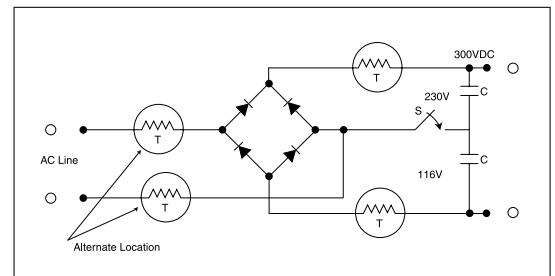 300VDC
T
C
230V
S
T
AC Line
C
116V
T
T
Alternate Location